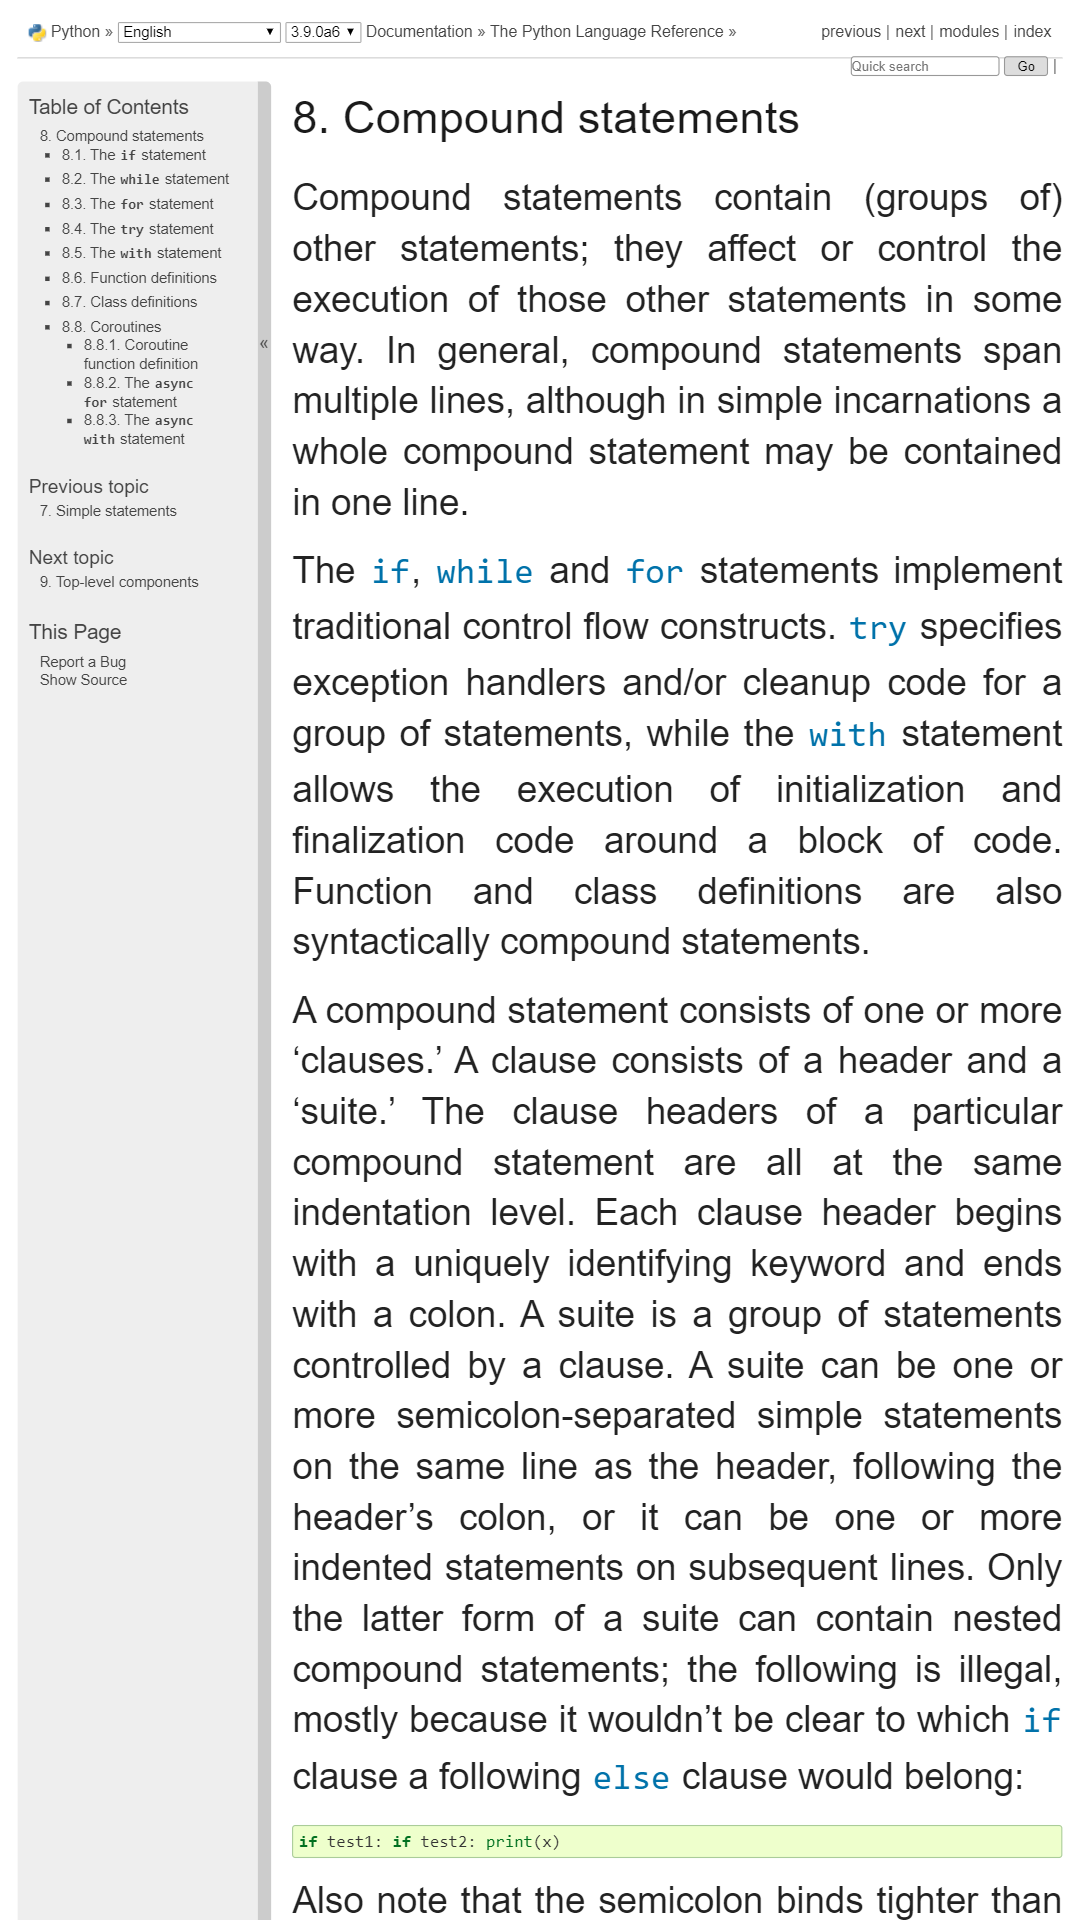 Python » English 3.9.0a6 Documentation » The Python Language Reference » previous | next | modules | index
Quick search Go |
Table of Contents
8. Compound statements
8.1. The if statement
8.2. The while statement
8.3. The for statement
8.4. The try statement
8.5. The with statement
8.6. Function definitions
8.7. Class definitions
8.8. Coroutines
8.8.1. Coroutine
function definition
8.8.2. The async
for statement
8.8.3. The async
with statement
Previous topic
7. Simple statements
Next topic
9. Top-level components
This Page
Report a Bug
Show Source
«
8. Compound statements
Compound statements contain (groups of)
other statements; they affect or control the
execution of those other statements in some
way. In general, compound statements span
multiple lines, although in simple incarnations a
whole compound statement may be contained
in one line.
The if, while and for statements implement
traditional control flow constructs. try specifies
exception handlers and/or cleanup code for a
group of statements, while the with statement
allows the execution of initialization and
finalization code around a block of code.
Function and class definitions are also
syntactically compound statements.
A compound statement consists of one or more
‘clauses.’ A clause consists of a header and a
‘suite.’ The clause headers of a particular
compound statement are all at the same
indentation level. Each clause header begins
with a uniquely identifying keyword and ends
with a colon. A suite is a group of statements
controlled by a clause. A suite can be one or
more semicolon-separated simple statements
on the same line as the header, following the
header’s colon, or it can be one or more
indented statements on subsequent lines. Only
the latter form of a suite can contain nested
compound statements; the following is illegal,
mostly because it wouldn’t be clear to which if
clause a following else clause would belong:
if test1: if test2: print(x)
Also note that the semicolon binds tighter than